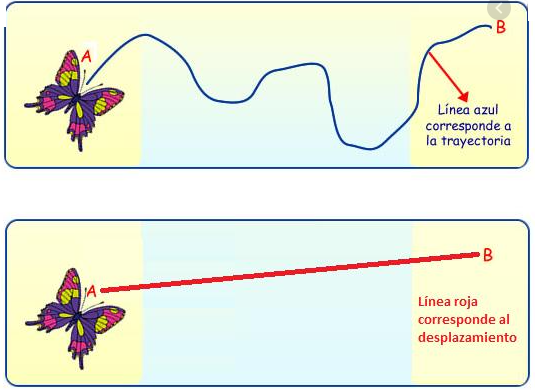 A
B
Línea azul
corresponde a
la trayectoria
A
B
Línea roja
corresponde al
desplazamiento